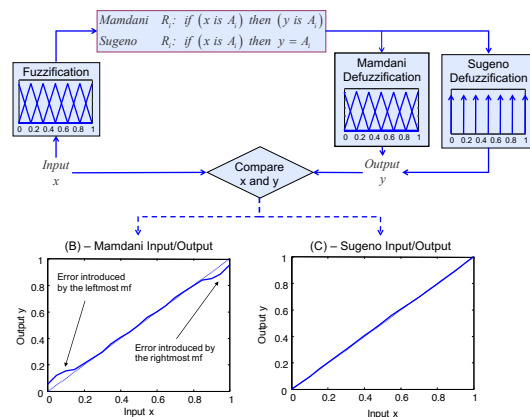 Mamdani R_i: if (x is A_i) then (y is A_i)
Sugeno R_i: if (x is A_i) then y = A_i
Fuzzification
0 0.2 0.4 0.6 0.8 1
Mamdani
Defuzzification
0 0.2 0.4 0.6 0.8 1
Sugeno
Defuzzification
0 0.2 0.4 0.6 0.8 1
Input
x
Compare
x and y
Output
y
(B) – Mamdani Input/Output
1
0.8
0.6
0.4
0.2
0
0 0.2 0.4 0.6 0.8 1
Output y
Input x
Error introduced
by the leftmost mf
Error introduced by
the rightmost mf
(C) – Sugeno Input/Output
1
0.8
0.6
0.4
0.2
0
0 0.2 0.4 0.6 0.8 1
Output y
Input x